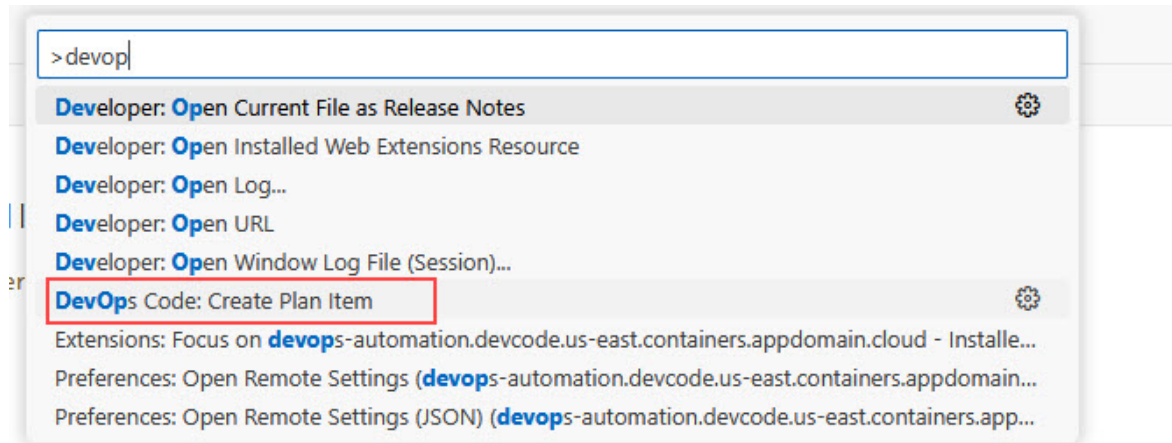 >devop
Developer: Open Current File as Release Notes
Developer: Open Installed Web Extensions Resource
Developer: Open Log...
Developer: Open URL
Developer: Open Window Log File (Session)...
er
DevOps Code: Create Plan Item
Extensions: Focus on devops-automation.devcode.us-east.containers.appdomain.cloud - Installe...
Preferences: Open Remote Settings (devops-automation.devcode.us-east.containers.appdomain...
Preferences: Open Remote Settings (JSON) (devops-automation.devcode.us-east.containers.app...